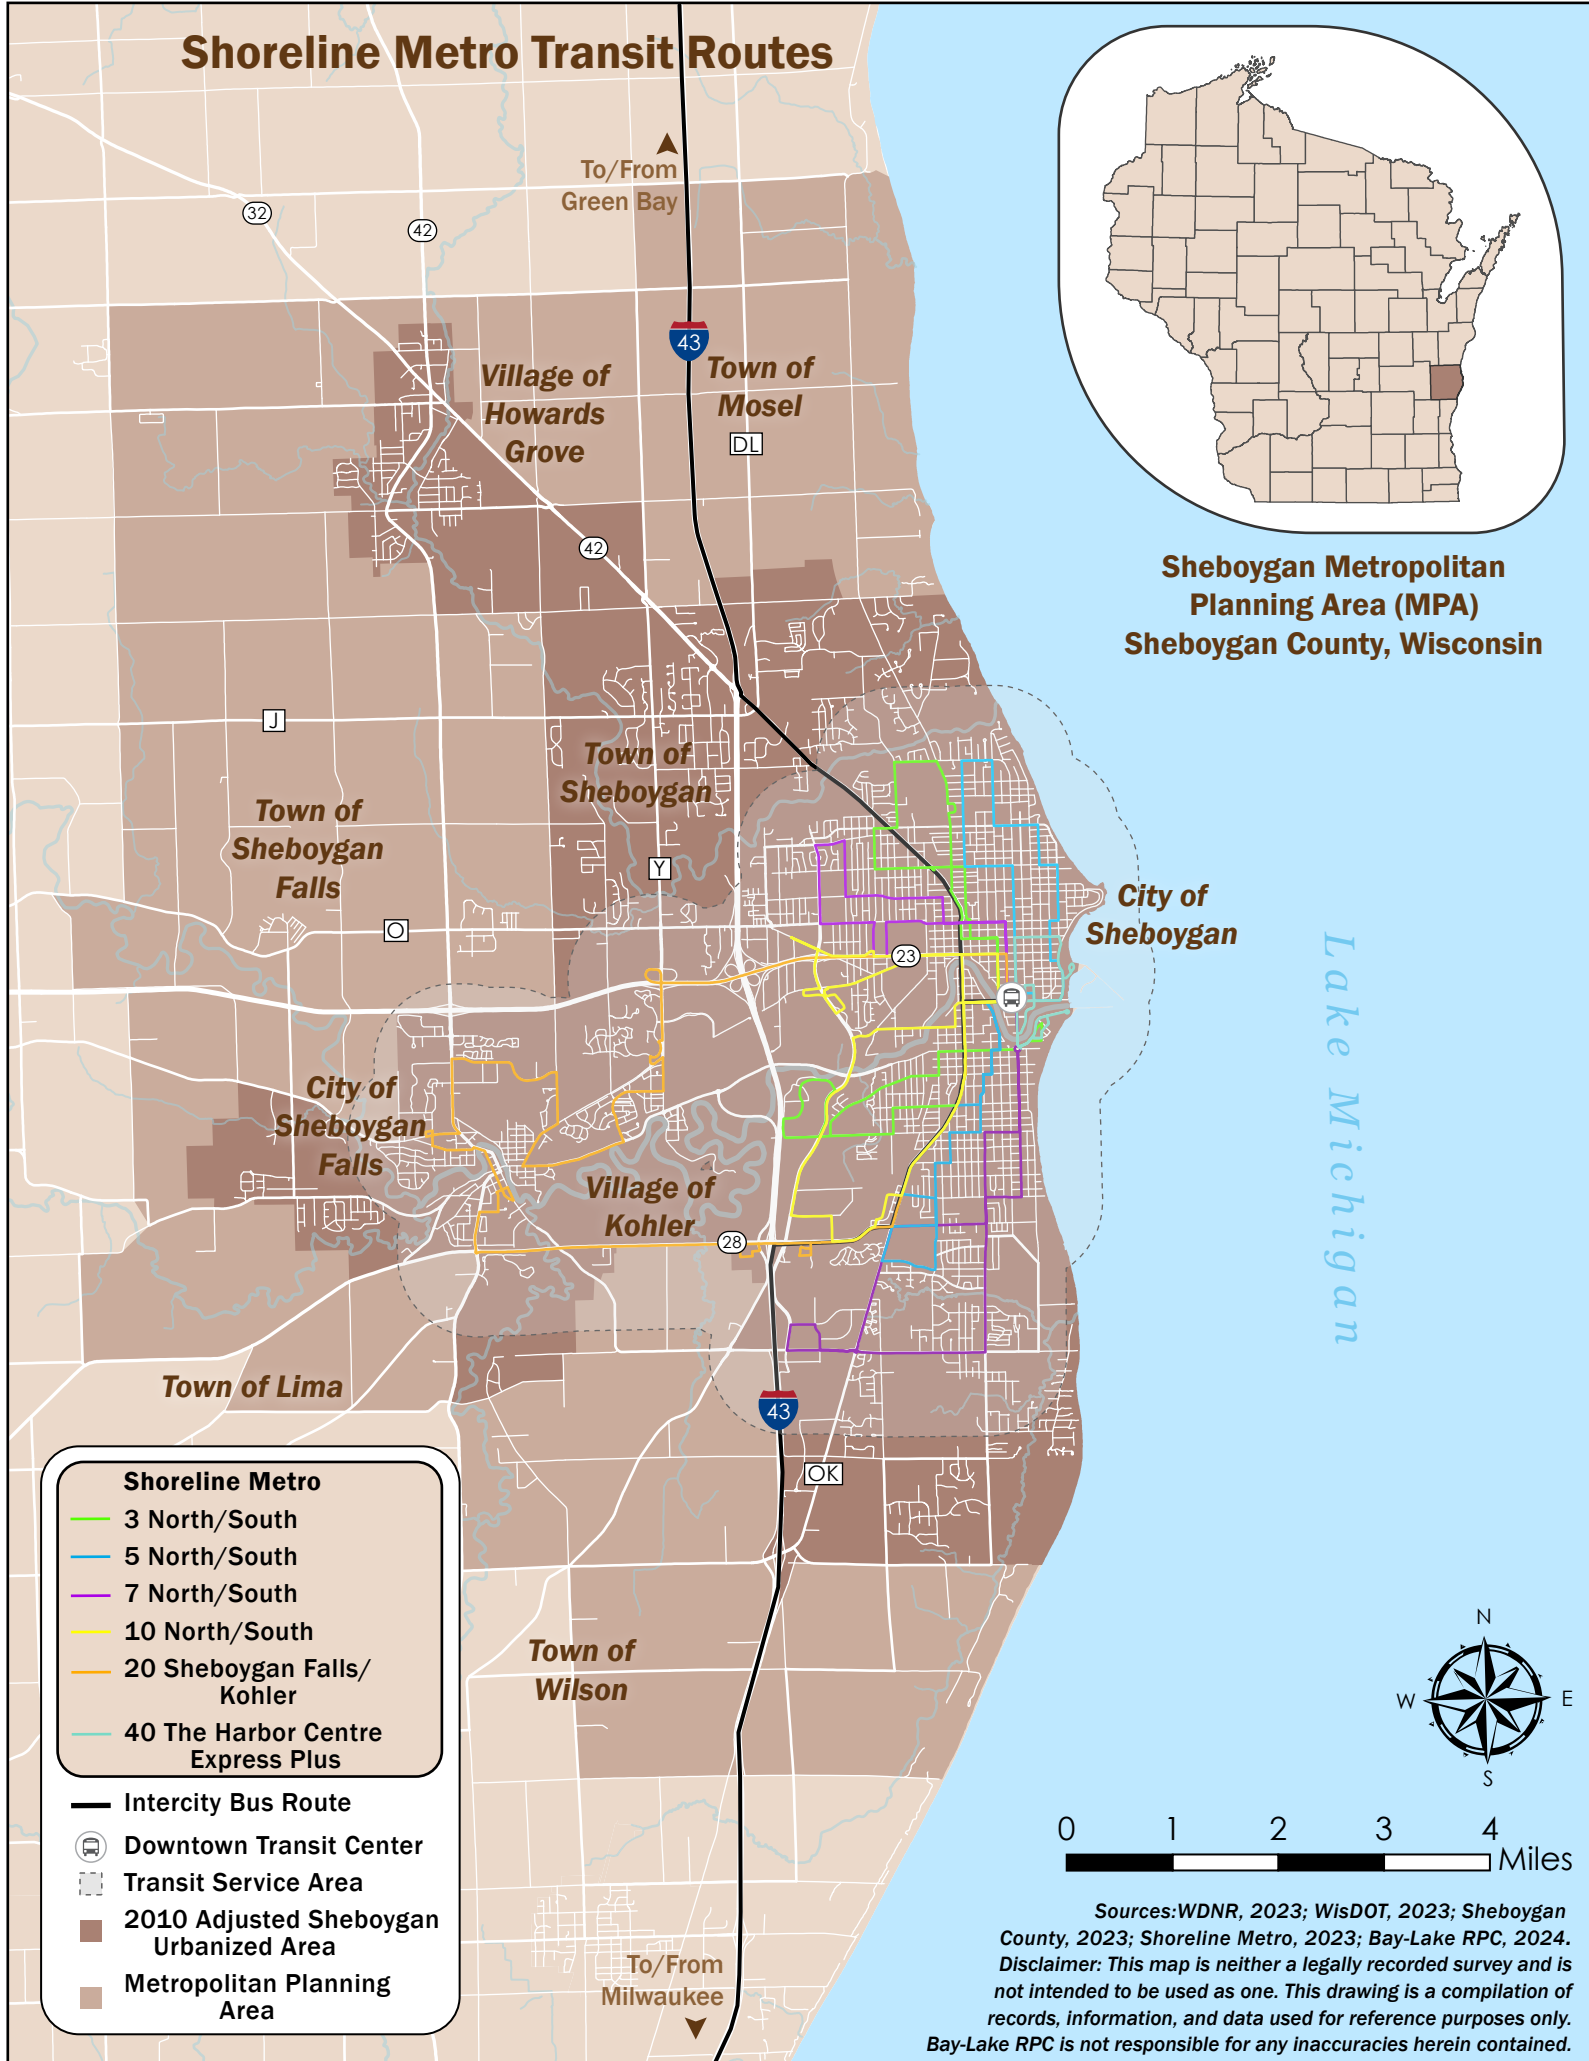 Shoreline Metro Transit Routes
To/From
Green Bay
32
42
43
Village of
Howards
Grove
Town of
Mosel
DL
42
Sheboygan Metropolitan
Planning Area (MPA)
Sheboygan County, Wisconsin
J
Town of
Sheboygan
Town of
Sheboygan
Falls
Y
O
City of
Sheboygan
23
Lake Michigan
City of
Sheboygan
Falls
Village of
Kohler
28
Town of Lima
43
OK
Town of
Wilson
Shoreline Metro
3 North/South
5 North/South
7 North/South
10 North/South
20 Sheboygan Falls/
Kohler
40 The Harbor Centre
Express Plus
Intercity Bus Route
Downtown Transit Center
Transit Service Area
2010 Adjusted Sheboygan
Urbanized Area
Metropolitan Planning
Area
To/From
Milwaukee
N
W
E
S
0 1 2 3 4
Miles
Sources:WDNR, 2023; WisDOT, 2023; Sheboygan
County, 2023; Shoreline Metro, 2023; Bay-Lake RPC, 2024.
Disclaimer: This map is neither a legally recorded survey and is
not intended to be used as one. This drawing is a compilation of
records, information, and data used for reference purposes only.
Bay-Lake RPC is not responsible for any inaccuracies herein contained.